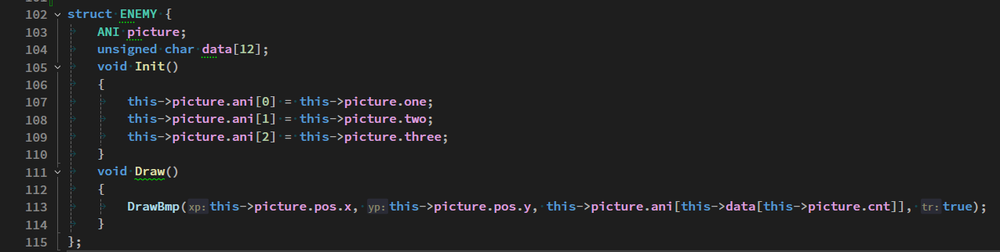 102 struct ENEMY {
103 ANI picture;
104 unsigned char data[12];
105 void Init()
106 {
107 this->picture.ani[0] = this->picture.one;
108 this->picture.ani[1] = this->picture.two;
109 this->picture.ani[2] = this->picture.three;
110 }
111 void Draw()
112 {
113 DrawBmp(xp:this->picture.pos.x, yp:this->picture.pos.y, this->picture.ani[this->data[this->picture.cnt]], tr:true);
114 }
115 };